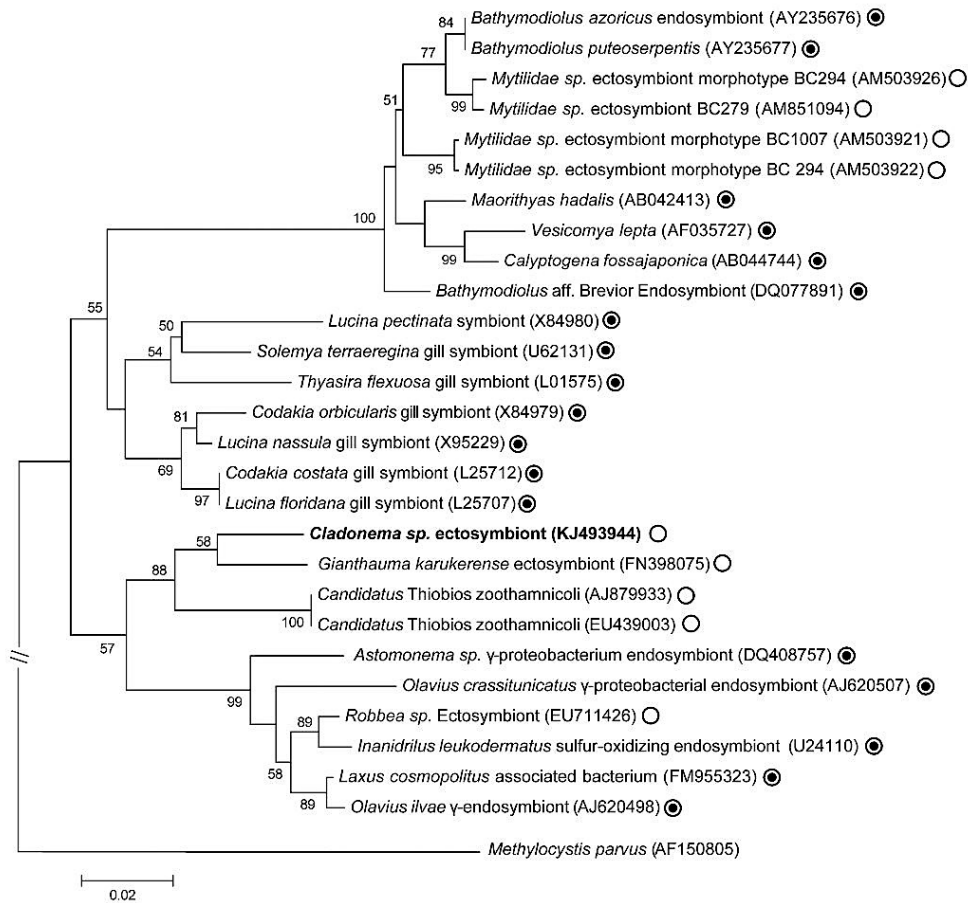 84
Bathymodiolus azoricus endosymbiont (AY235676)
Bathymodiolus puteoserpentis (AY235677)
77
Mytilidae sp. ectosymbiont morphotype BC294 (AM503926)
99
Mytilidae sp. ectosymbiont BC279 (AM851094)
51
Mytilidae sp. ectosymbiont morphotype BC1007 (AM503921)
95
Mytilidae sp. ectosymbiont morphotype BC 294 (AM503922)
Maorithyas hadalis (AB042413)
100
Vesicomya lepta (AF035727)
99
Calyptogena fossajaponica (AB044744)
Bathymodiolus aff. Brevior Endosymbiont (DQ077891)
55
50
Lucina pectinata symbiont (X84980)
54
Solemya terraeregina gill symbiont (U62131)
Thyasira flexuosa gill symbiont (L01575)
81
Codakia orbicularis gill symbiont (X84979)
Lucina nassula gill symbiont (X95229)
69
Codakia costata gill symbiont (L25712)
97
Lucina floridana gill symbiont (L25707)
Cladonema sp. ectosymbiont (KJ493944)
58
Gianthauma karukerense ectosymbiont (FN398075)
88
Candidatus Thiobios zoothamnicoli (AJ879933)
100
Candidatus Thiobios zoothamnicoli (EU439003)
57
Astomonema sp. γ-proteobacterium endosymbiont (DQ408757)
99
Olavius crassitunicatus γ-proteobacterial endosymbiont (AJ620507)
89
Robbea sp. Ectosymbiont (EU711426)
Inanidrilus leukodermatus sulfur-oxidizing endosymbiont (U24110)
58
Laxus cosmopolitus associated bacterium (FM955323)
89
Olavius ilvae γ-endosymbiont (AJ620498)
Methylocystis parvus (AF150805)
0.02